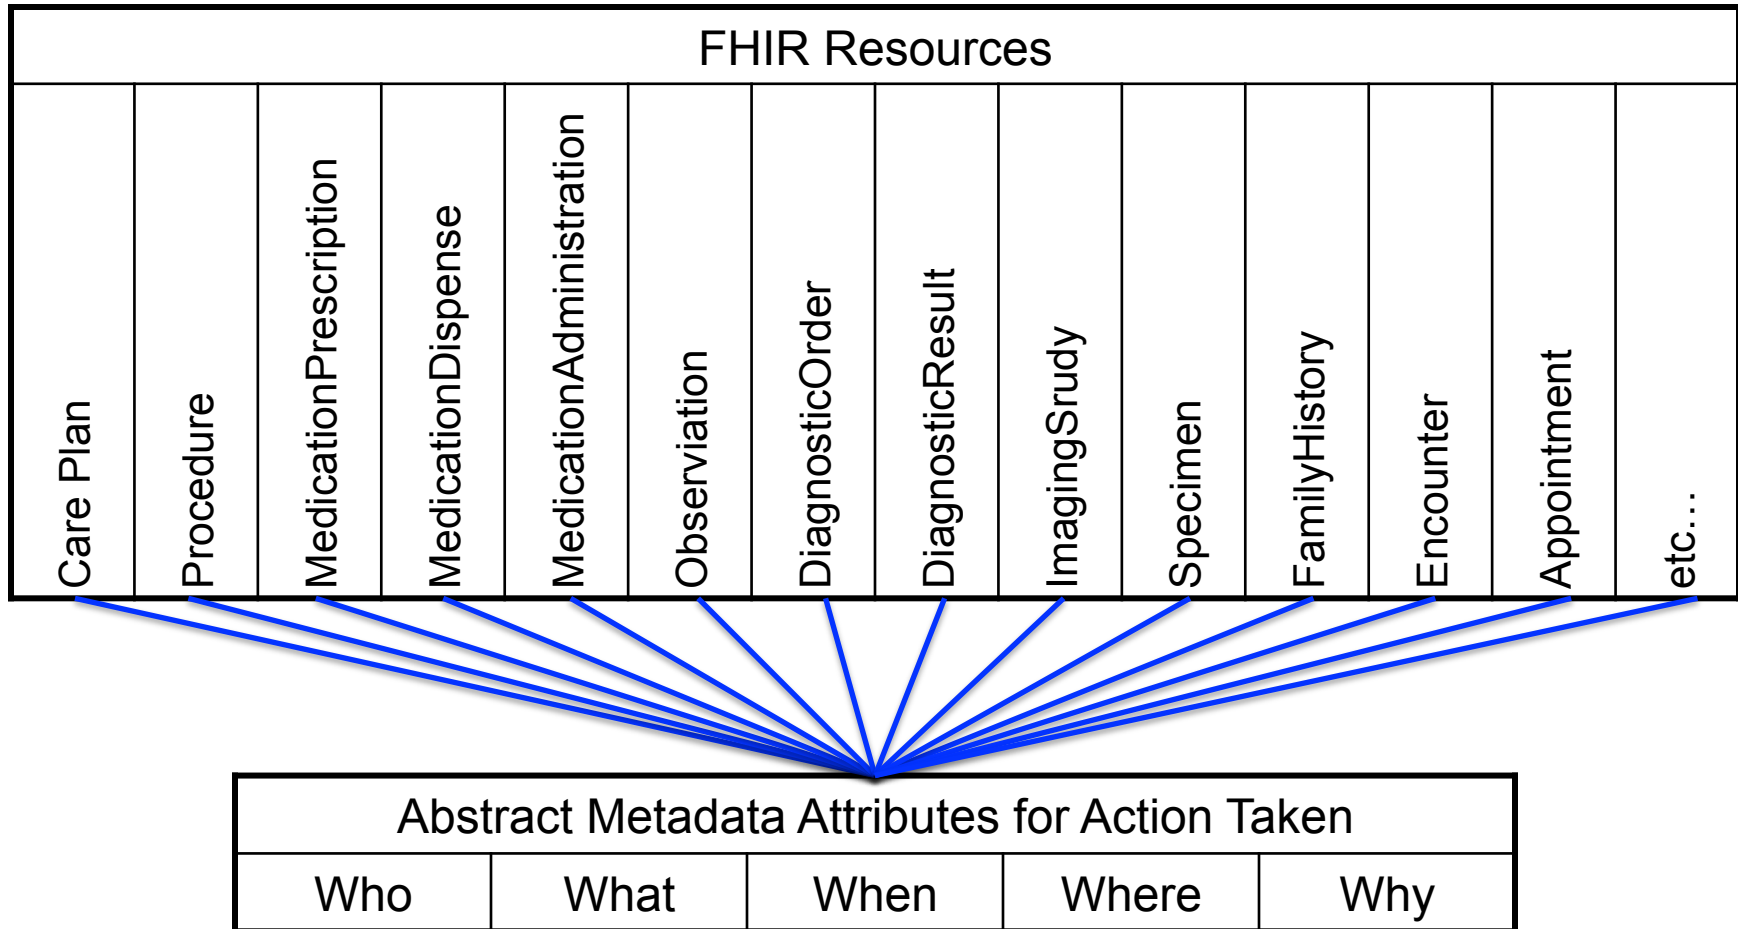 FHIR Resources
Care Plan
Procedure
MedicationPrescription
MedicationDispense
MedicationAdministration
Observiation
DiagnosticOrder
DiagnosticResult
ImagingSrudy
Specimen
FamilyHistory
Encounter
Appointment
etc…
Abstract Metadata Attributes for Action Taken
Who What When Where Why